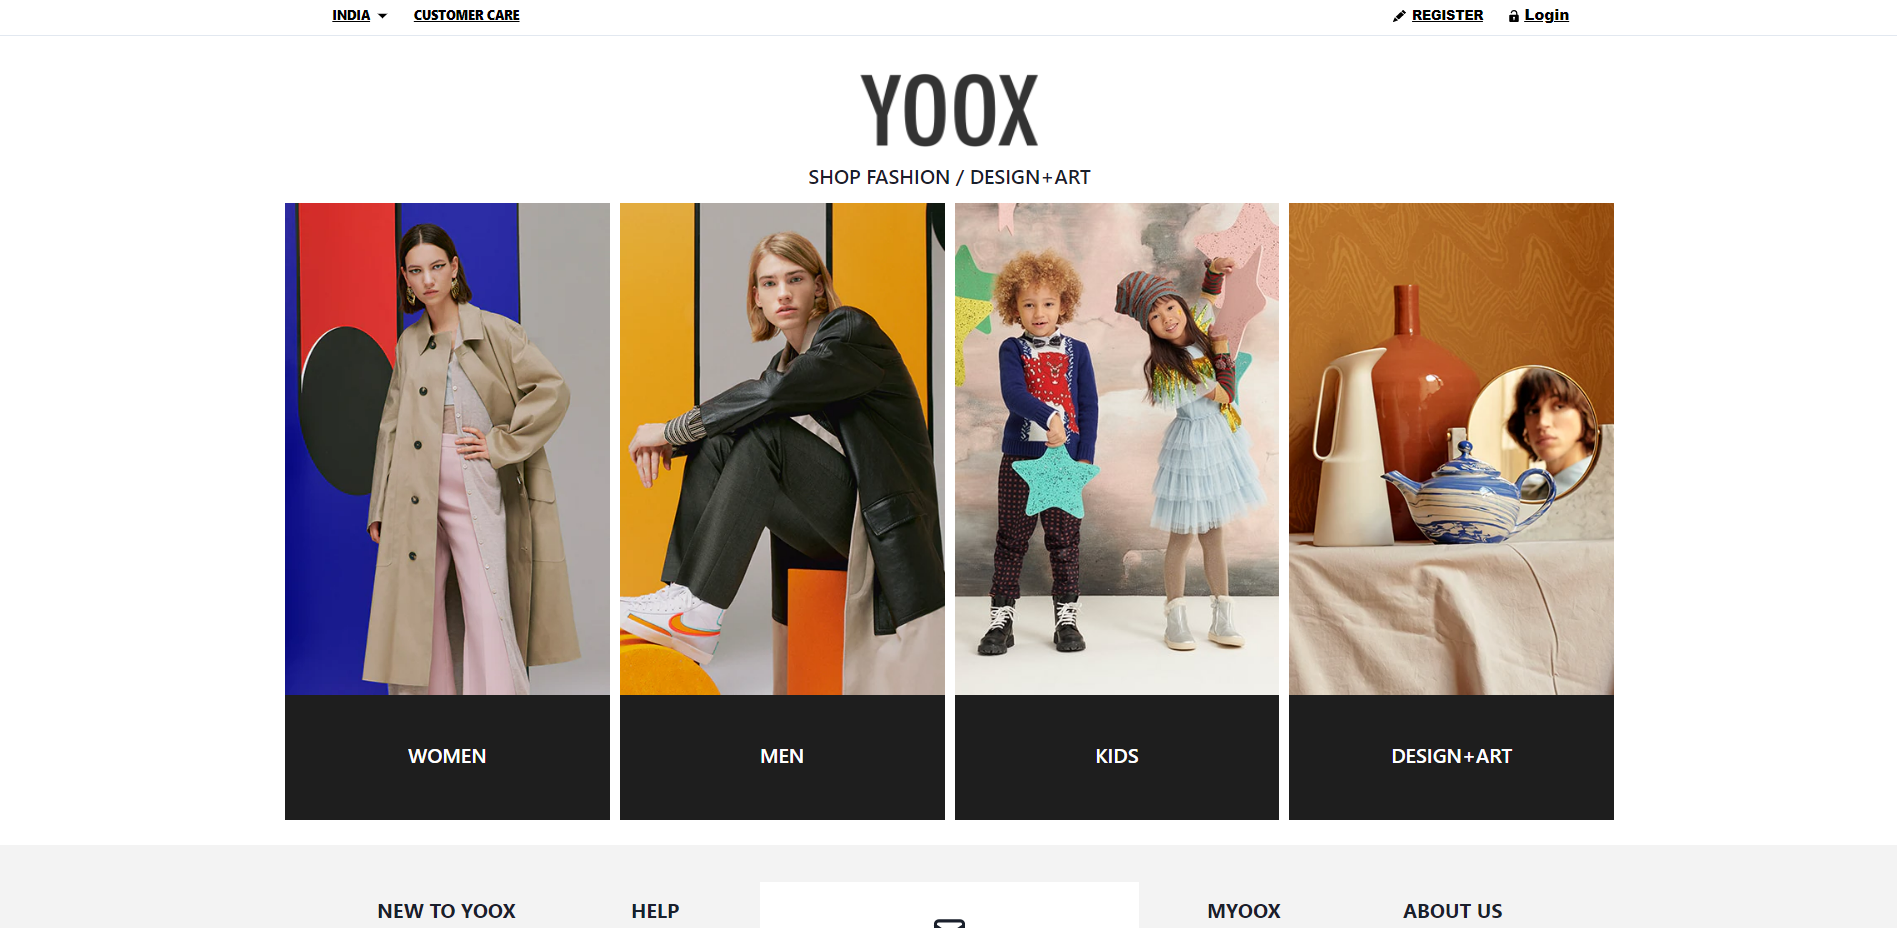 INDIA
CUSTOMER CARE
REGISTER
Login
YOOX
SHOP FASHION / DESIGN+ART
WOMEN
MEN
KIDS
DESIGN+ART
NEW TO YOOX
HELP
MYOOX
ABOUT US